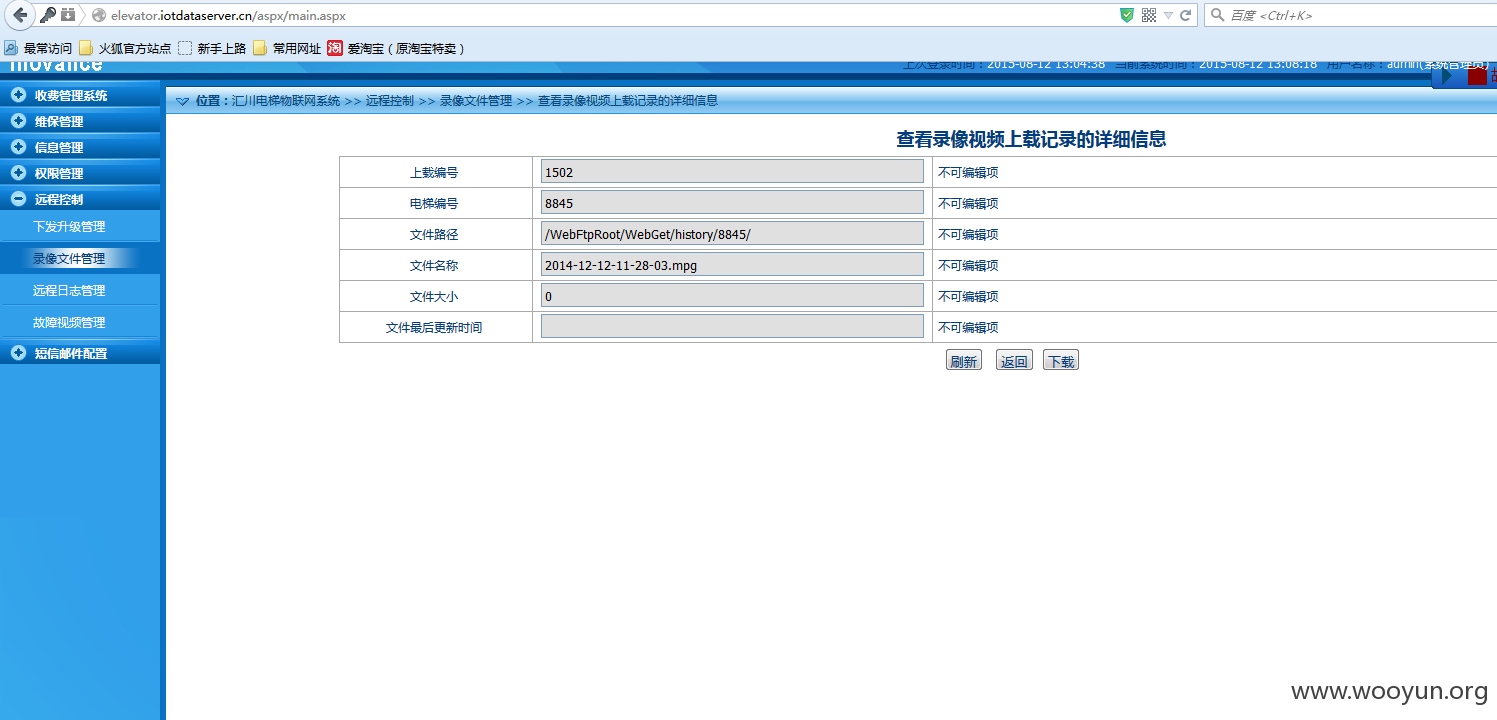 elevator.iotdataserver.cn/aspx/main.aspx
百度 <Ctrl+K>
最常访问 火狐官方站点 新手上路 常用网址 淘 爱淘宝（原淘宝特卖）
inovance
上次登录时间：2015-08-12 13:04:38 当前系统时间：2015-08-12 13:08:18 用户名称：admin(系统管理员)
收费管理系统
维保管理
信息管理
权限管理
远程控制
下发升级管理
录像文件管理
远程日志管理
故障视频管理
短信邮件配置
位置：汇川电梯物联网系统 >> 远程控制 >> 录像文件管理 >> 查看录像视频上载记录的详细信息
查看录像视频上载记录的详细信息
上载编号 1502 不可编辑项
电梯编号 8845 不可编辑项
文件路径 /WebFtpRoot/WebGet/history/8845/ 不可编辑项
文件名称 2014-12-12-11-28-03.mpg 不可编辑项
文件大小 0 不可编辑项
文件最后更新时间 不可编辑项
刷新 返回 下载
www.wooyun.org